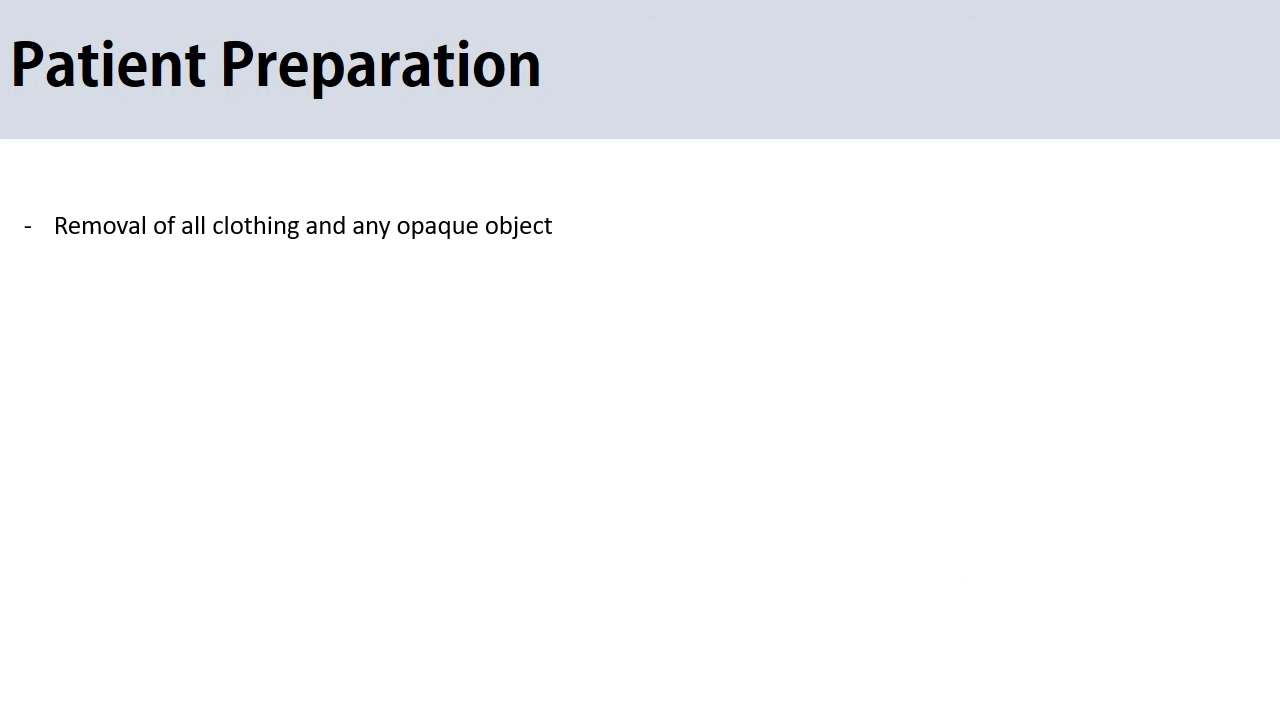 Patient Preparation
- Removal of all clothing and any opaque object